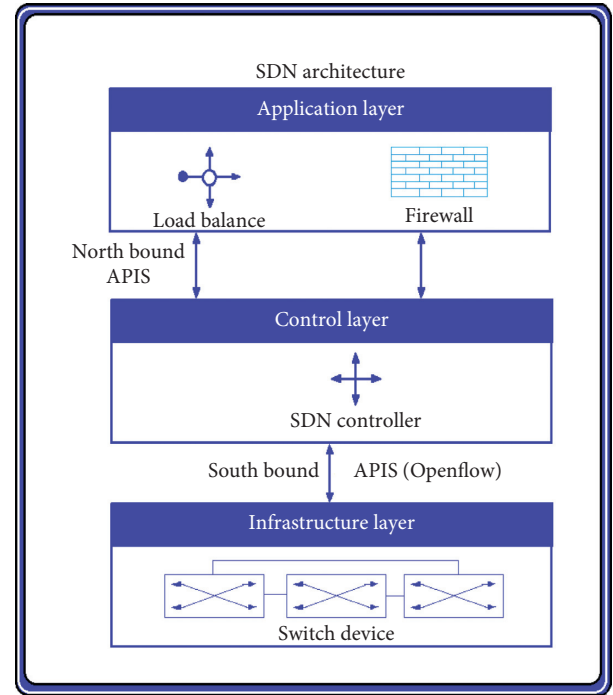 SDN architecture
Application layer
Load balance
Firewall
North bound
APIS
Control layer
SDN controller
South bound
APIS (Openflow)
Infrastructure layer
Switch device